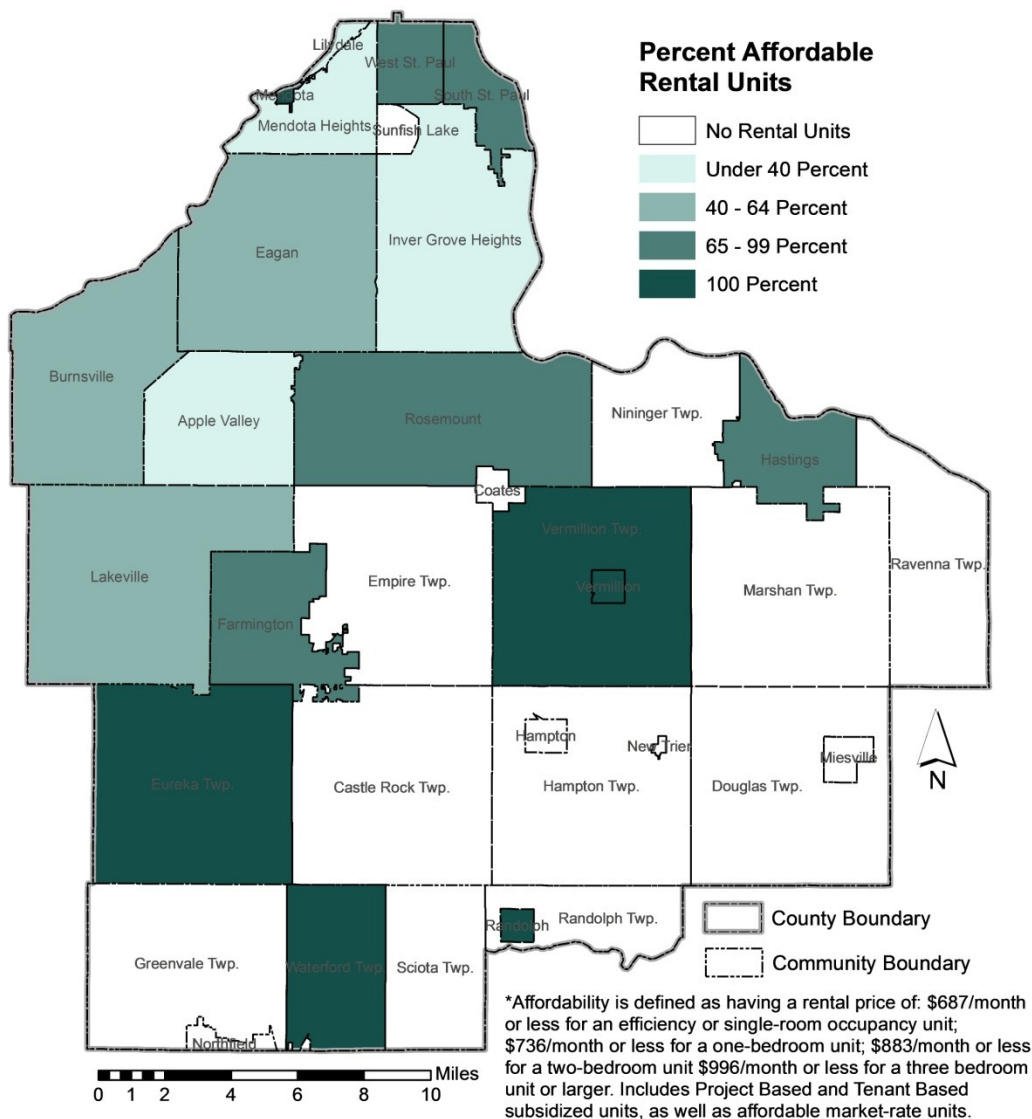 Percent Affordable
Rental Units
No Rental Units
Under 40 Percent
40 - 64 Percent
65 - 99 Percent
100 Percent
Lilydale
West St. Paul
South St. Paul
Mendota
Mendota Heights
Sunfish Lake
Eagan
Inver Grove Heights
Burnsville
Apple Valley
Rosemount
Nininger Twp.
Hastings
Coates
Vermillion Twp.
Lakeville
Empire Twp.
Vermillion
Marshan Twp.
Ravenna Twp.
Farmington
Hampton
New Trier
Miesville
N
Eureka Twp.
Castle Rock Twp.
Hampton Twp.
Douglas Twp.
Randolph
Randolph Twp.
County Boundary
Greenvale Twp.
Waterford Twp.
Sciota Twp.
Community Boundary
Northfield
Miles
0 1 2 4 6 8 10
*Affordability is defined as having a rental price of: $687/month
or less for an efficiency or single-room occupancy unit;
$736/month or less for a one-bedroom unit; $883/month or less
for a two-bedroom unit $996/month or less for a three bedroom
unit or larger. Includes Project Based and Tenant Based
subsidized units, as well as affordable market-rate units.